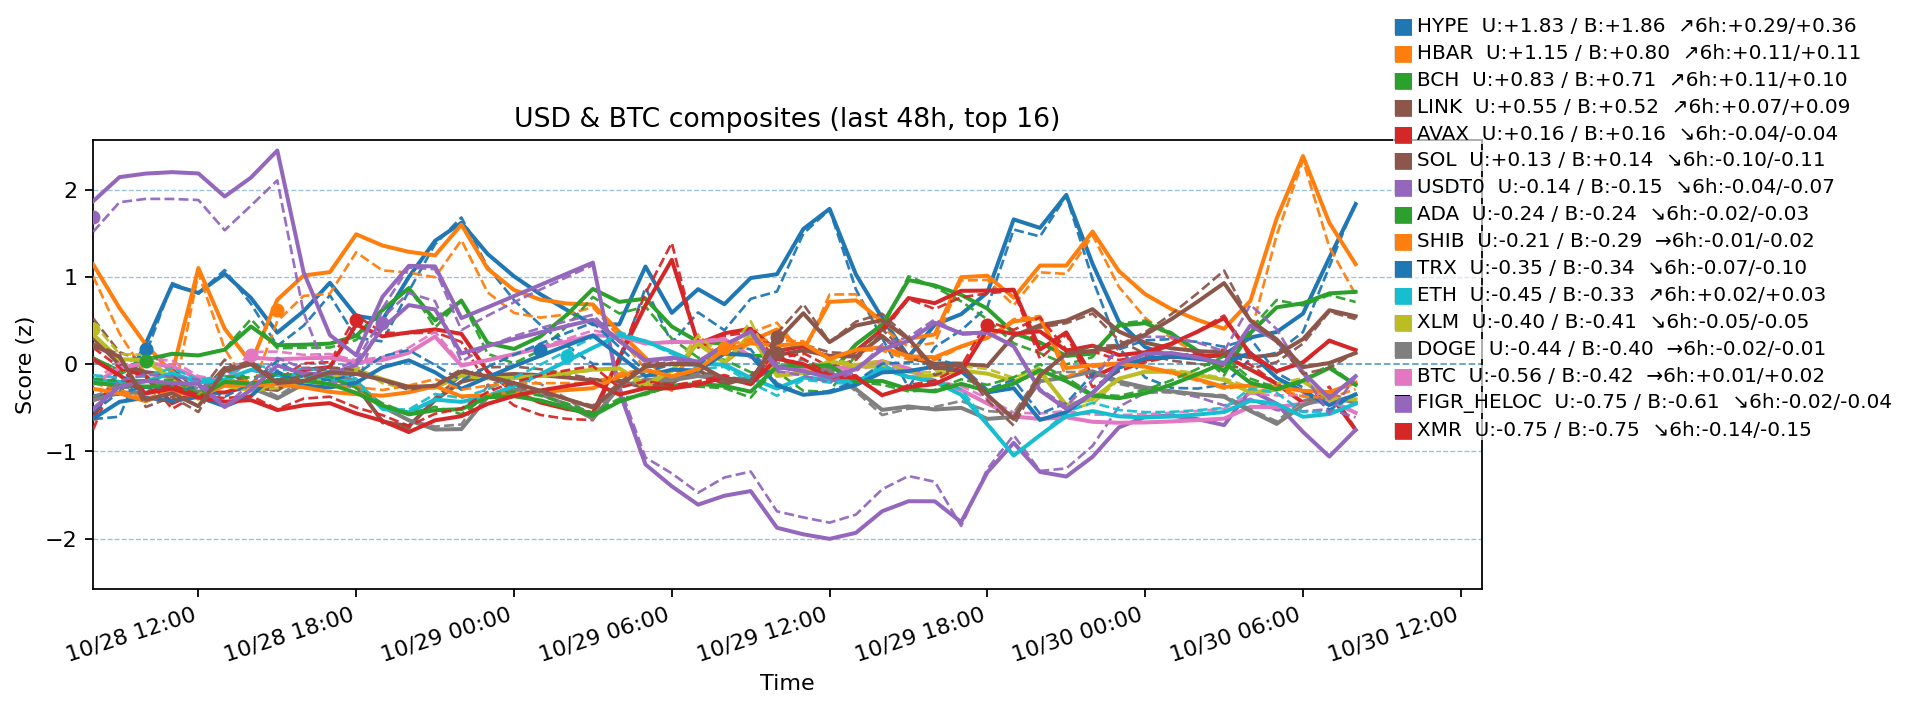 HYPE  U:+1.83 / B:+1.86  ↗6h:+0.29/+0.36
HBAR  U:+1.15 / B:+0.80  ↗6h:+0.11/+0.11
BCH  U:+0.83 / B:+0.71  ↗6h:+0.11/+0.10
LINK  U:+0.55 / B:+0.52  ↗6h:+0.07/+0.09
AVAX  U:+0.16 / B:+0.16  ↘6h:-0.04/-0.04
SOL  U:+0.13 / B:+0.14  ↘6h:-0.10/-0.11
USDT0  U:-0.14 / B:-0.15  ↘6h:-0.04/-0.07
ADA  U:-0.24 / B:-0.24  ↘6h:-0.02/-0.03
SHIB  U:-0.21 / B:-0.29  →6h:-0.01/-0.02
TRX  U:-0.35 / B:-0.34  ↘6h:-0.07/-0.10
ETH  U:-0.45 / B:-0.33  ↗6h:+0.02/+0.03
XLM  U:-0.40 / B:-0.41  ↘6h:-0.05/-0.05
DOGE  U:-0.44 / B:-0.40  →6h:-0.02/-0.01
BTC  U:-0.56 / B:-0.42  →6h:+0.01/+0.02
FIGR_HELOC  U:-0.75 / B:-0.61  ↘6h:-0.02/-0.04
XMR  U:-0.75 / B:-0.75  ↘6h:-0.14/-0.15
USD & BTC composites (last 48h, top 16)
Score (z)
2
1
0
−1
−2
10/28 12:00
10/28 18:00
10/29 00:00
10/29 06:00
10/29 12:00
10/29 18:00
10/30 00:00
10/30 06:00
10/30 12:00
Time